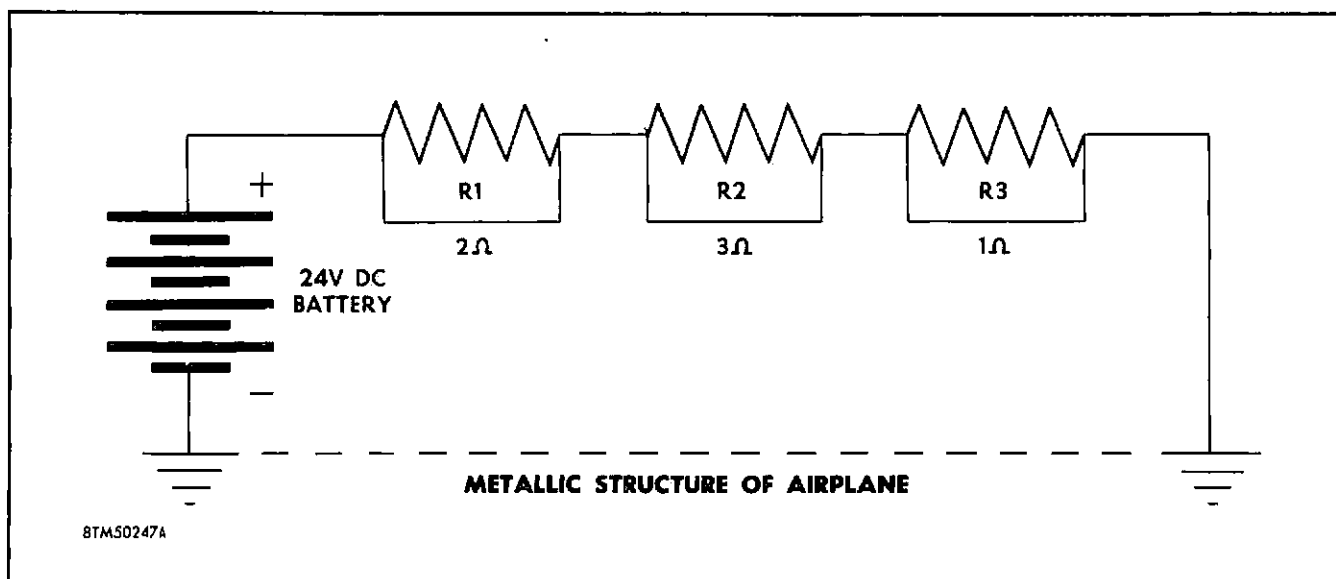 +
R1
R2
R3
2Ω
3Ω
1Ω
24V DC
BATTERY
−
METALLIC STRUCTURE OF AIRPLANE
8TM50247A